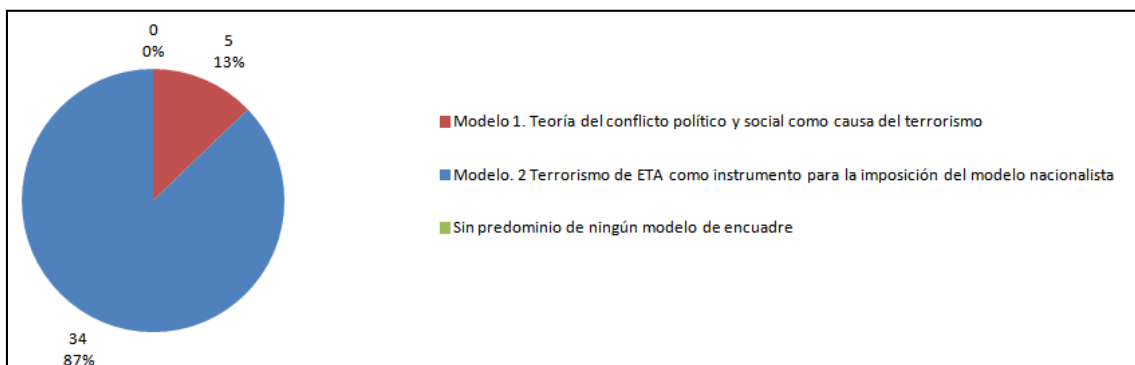 0
0%
5
13%
Modelo 1. Teoría del conflicto político y social como causa del terrorismo
Modelo. 2 Terrorismo de ETA como instrumento para la imposición del modelo nacionalista
Sin predominio de ningún modelo de encuadre
34
87%